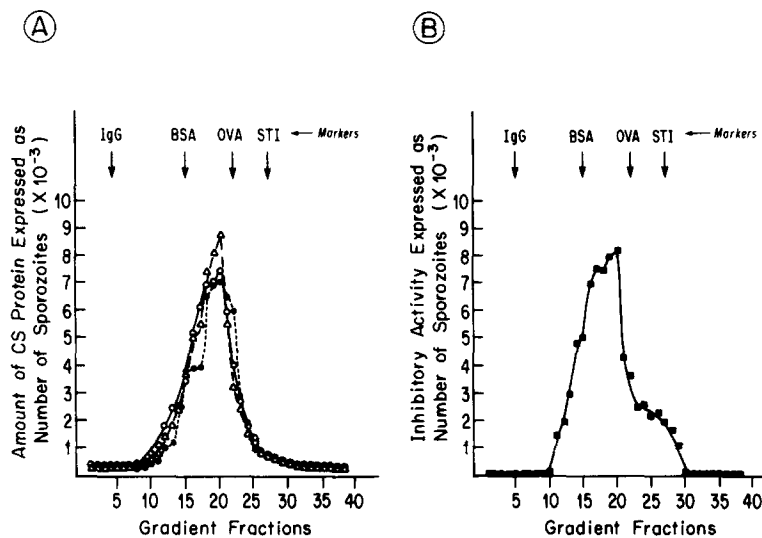 A
IgG BSA OVA STI ← Markers
Amount of CS Protein Expressed as
Number of Sporozoites
(X 10⁻³)
10
9
8
7
6
5
4
3
2
1
5 10 15 20 25 30 35 40
Gradient Fractions
B
IgG BSA OVA STI ← Markers
Inhibitory Activity Expressed as
Number of Sporozoites
(X 10⁻³)
10
9
8
7
6
5
4
3
2
1
5 10 15 20 25 30 35 40
Gradient Fractions